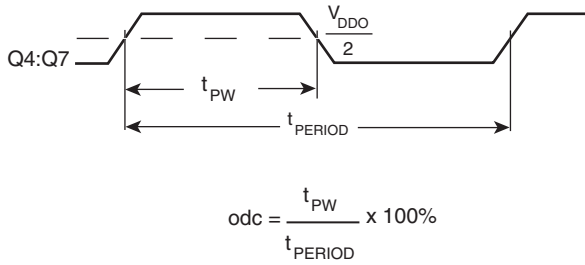 V_DDO
2
Q4:Q7
t_PW
t_PERIOD
odc = t_PW / t_PERIOD x 100%